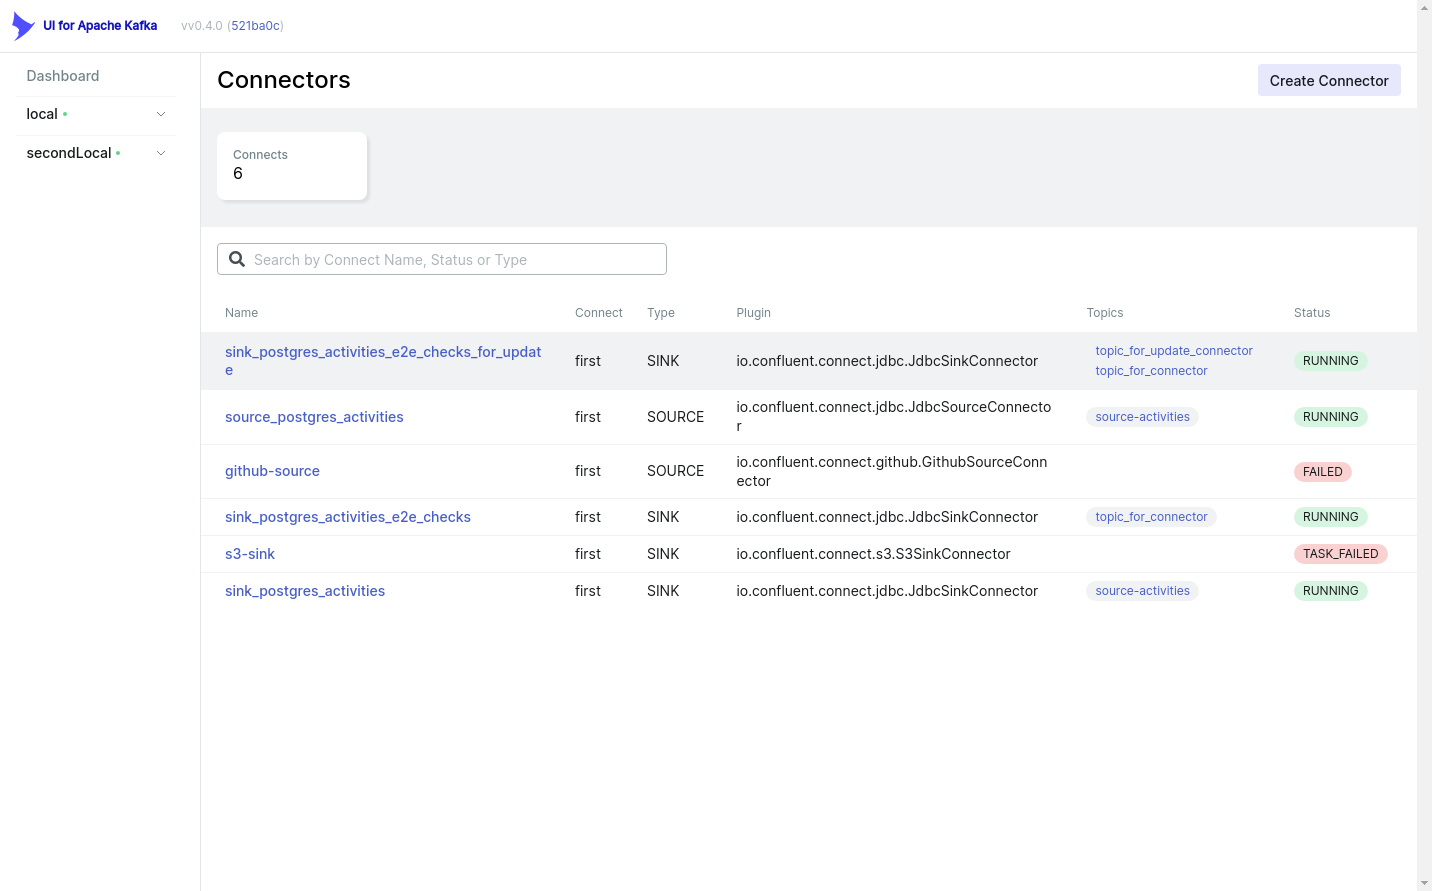 UI for Apache Kafka vv0.4.0 (521ba0c)
Dashboard
local
secondLocal
Connectors
Create Connector
Connects
6
Search by Connect Name, Status or Type
Name Connect Type Plugin Topics Status
sink_postgres_activities_e2e_checks_for_updat
e
first SINK io.confluent.connect.jdbc.JdbcSinkConnector
topic_for_update_connector
topic_for_connector
RUNNING
source_postgres_activities first SOURCE
io.confluent.connect.jdbc.JdbcSourceConnecto
r
source-activities RUNNING
github-source first SOURCE
io.confluent.connect.github.GithubSourceConn
ector
FAILED
sink_postgres_activities_e2e_checks first SINK io.confluent.connect.jdbc.JdbcSinkConnector topic_for_connector RUNNING
s3-sink first SINK io.confluent.connect.s3.S3SinkConnector TASK_FAILED
sink_postgres_activities first SINK io.confluent.connect.jdbc.JdbcSinkConnector source-activities RUNNING